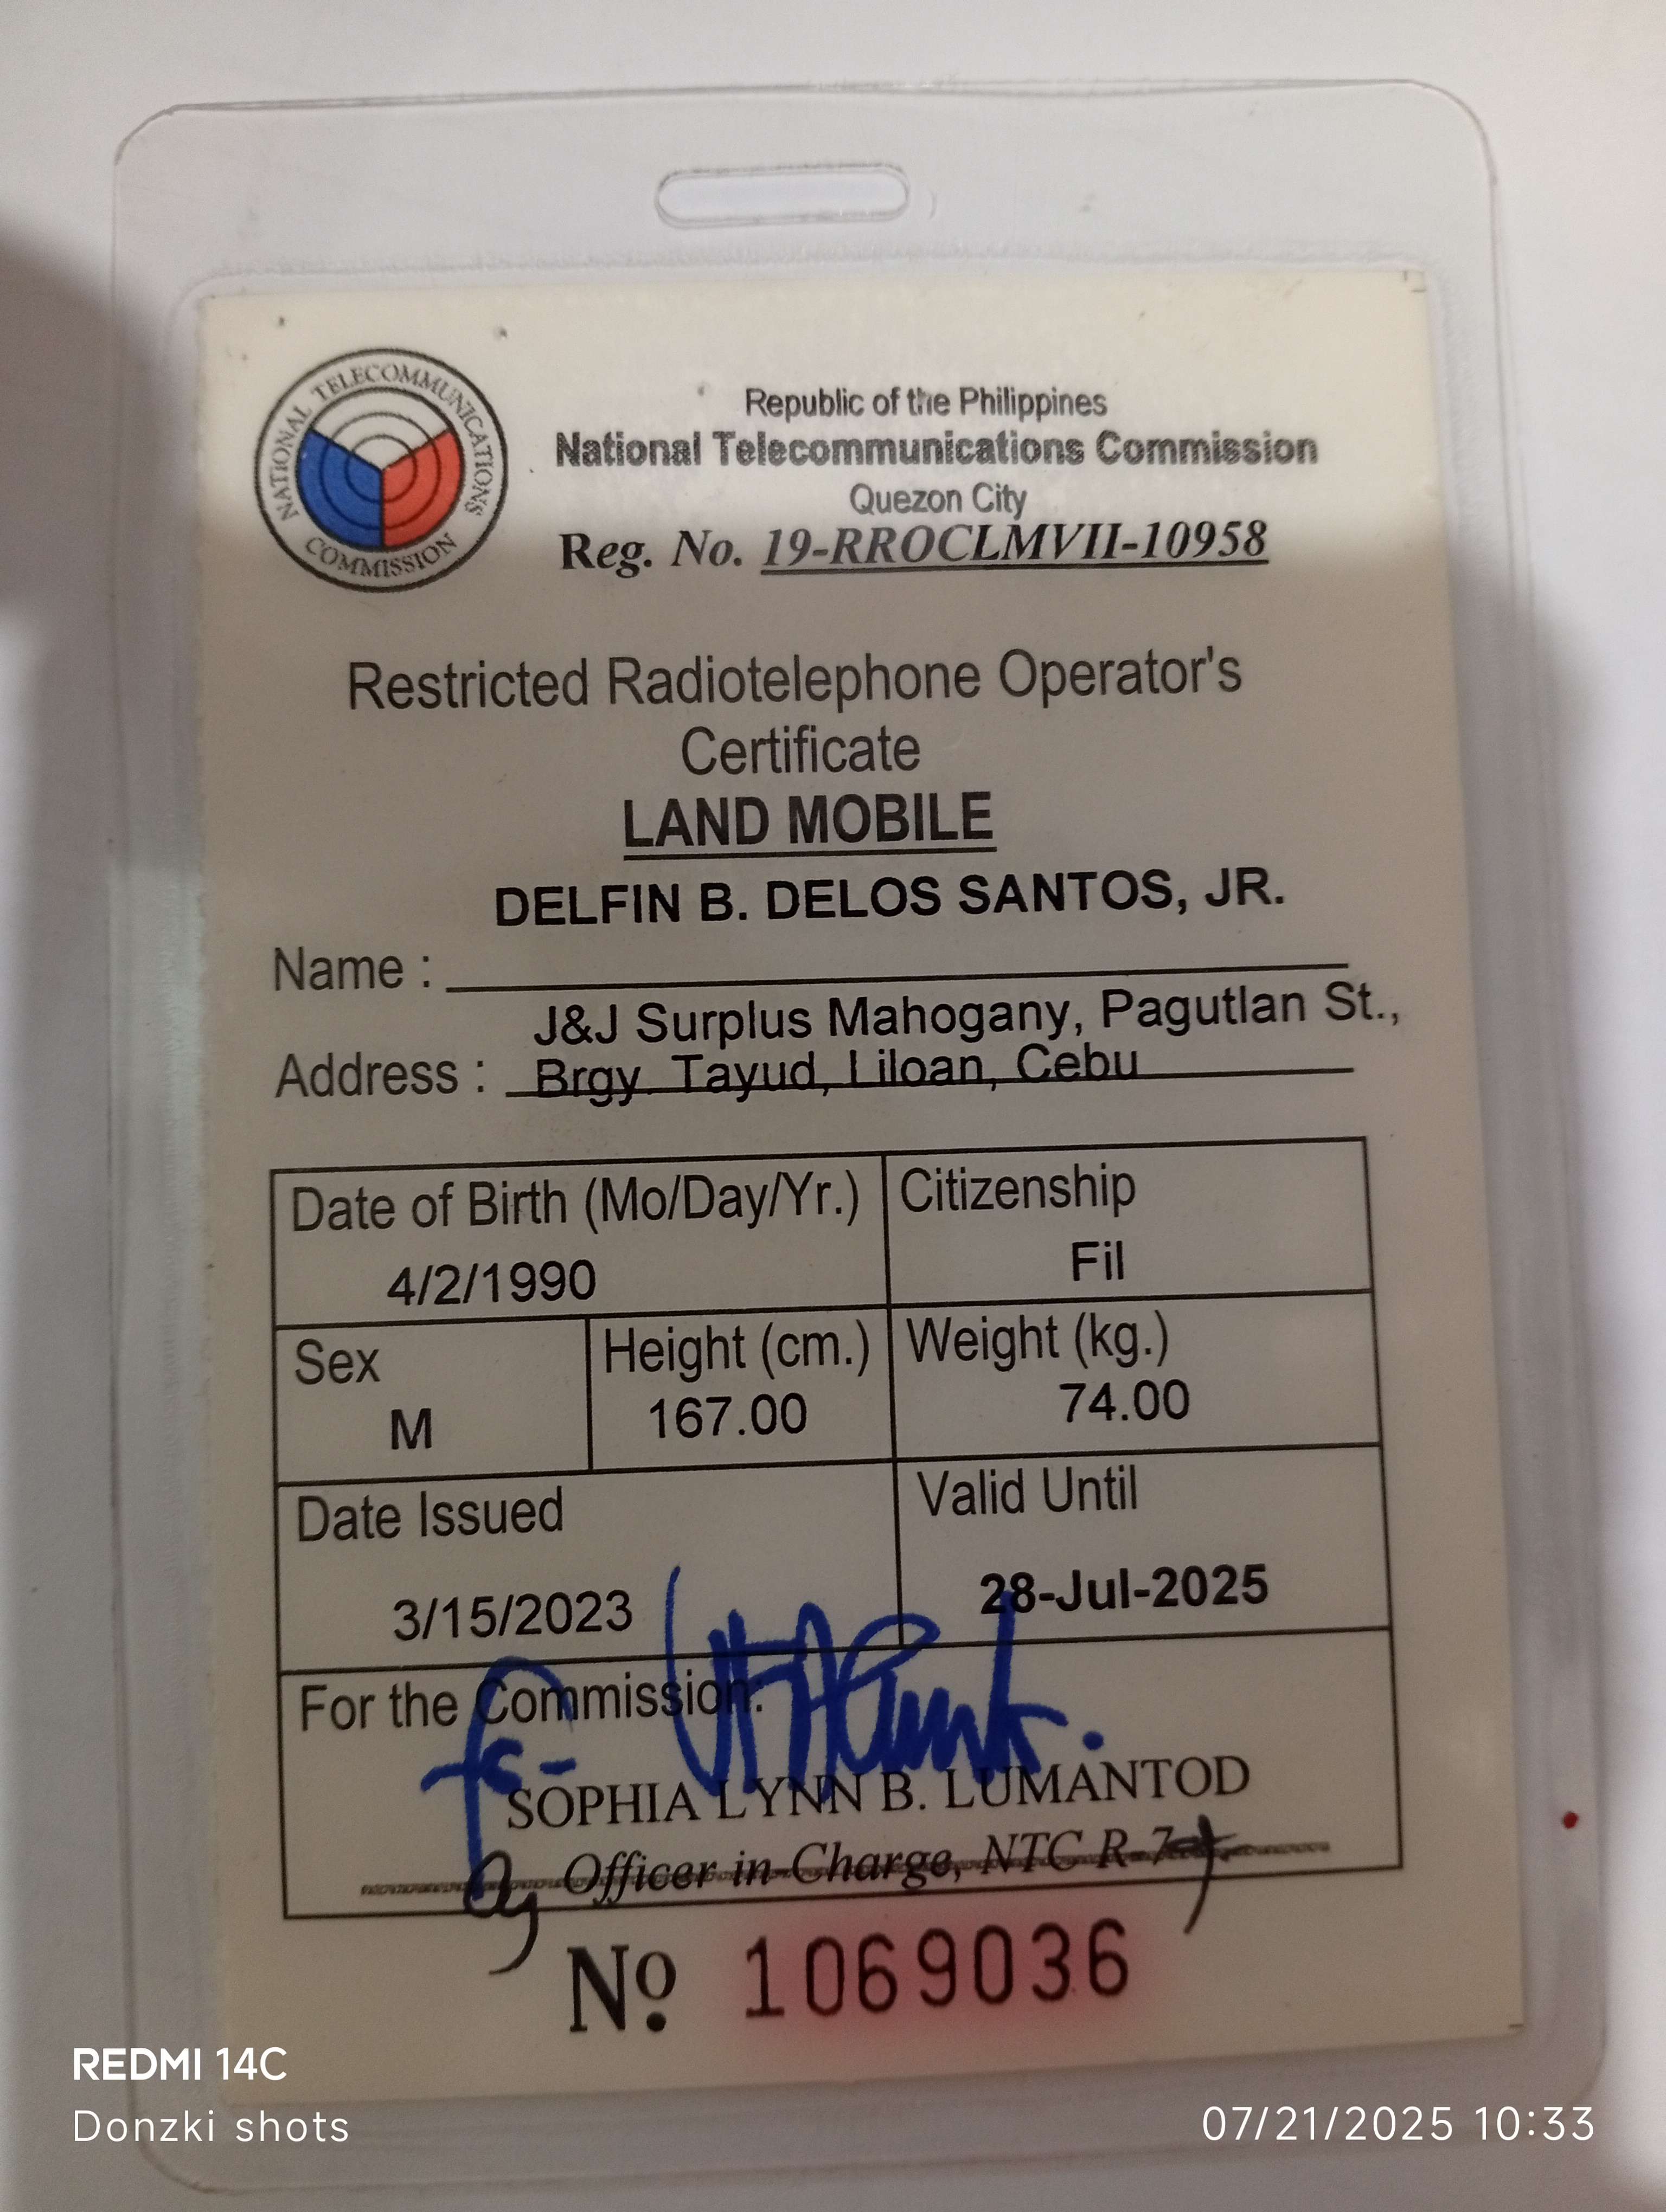 NATIONAL TELECOMMUNICATIONS
COMMISSION
Republic of the Philippines
National Telecommunications Commission
Quezon City
Reg. No. 19-RROCLMVII-10958
Restricted Radiotelephone Operator's
Certificate
LAND MOBILE
DELFIN B. DELOS SANTOS, JR.
Name :
J&J Surplus Mahogany, Pagutlan St.,
Address : Brgy. Tayud, Liloan, Cebu
Date of Birth (Mo/Day/Yr.) Citizenship
4/2/1990 Fil
Sex Height (cm.) Weight (kg.)
M 167.00 74.00
Date Issued Valid Until
3/15/2023 28-Jul-2025
For the Commission:
SOPHIA LYNN B. LUMANTOD
Officer-in-Charge, NTC R-7
No. 1069036
REDMI 14C
Donzki shots
07/21/2025 10:33